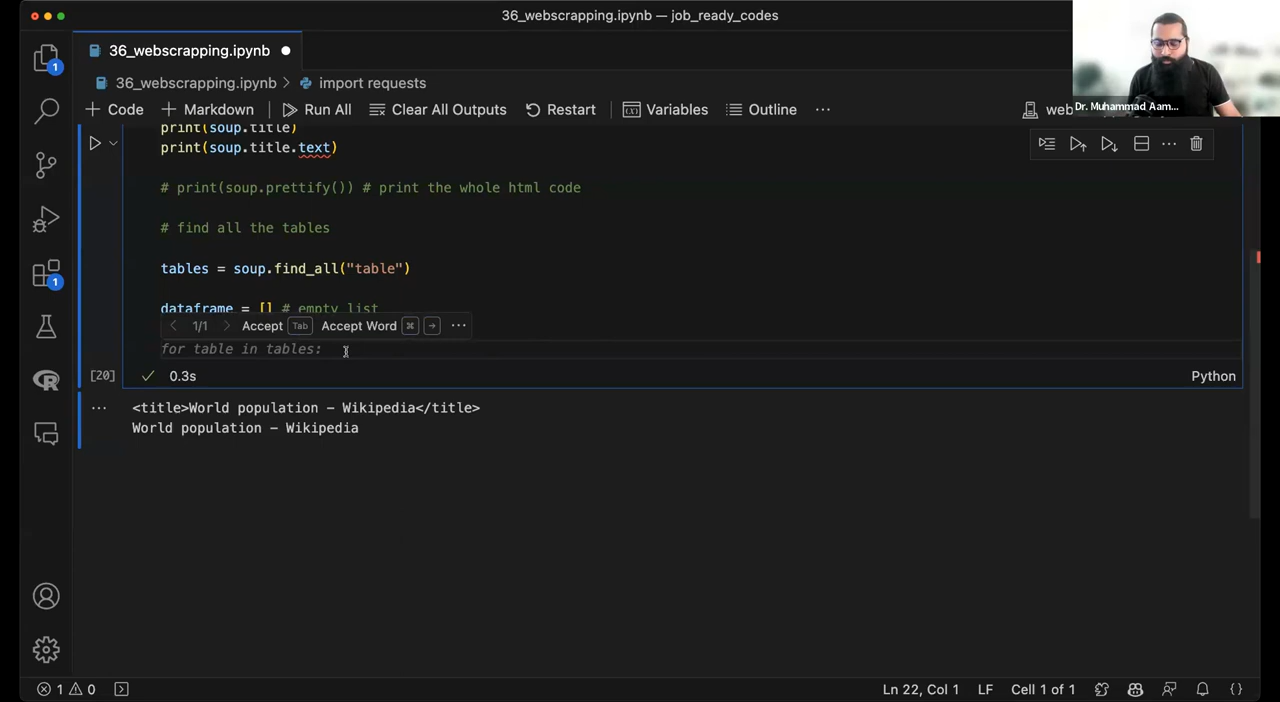 36_webscrapping.ipynb — job_ready_codes
36_webscrapping.ipynb
36_webscrapping.ipynb > import requests
+ Code + Markdown Run All Clear All Outputs Restart Variables Outline ...
Dr. Muhammad Aam...
print(soup.title)
print(soup.title.text)
# print(soup.prettify()) # print the whole html code
# find all the tables
tables = soup.find_all("table")
dataframe = [] # empty list
1/1 Accept Tab Accept Word ⌘ → ...
for table in tables:
[20] 0.3s Python
<title>World population - Wikipedia</title>
World population - Wikipedia
1 0 Ln 22, Col 1 LF Cell 1 of 1
1
1
R